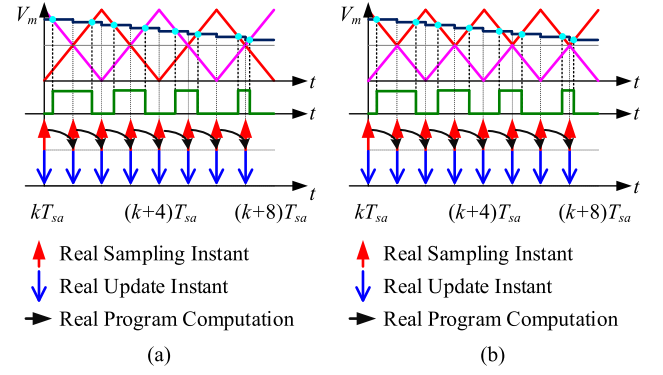 Vm
t
t
t
kTsa
(k+4)Tsa
(k+8)Tsa
Real Sampling Instant
Real Update Instant
Real Program Computation
(a)
Vm
t
t
t
kTsa
(k+4)Tsa
(k+8)Tsa
Real Sampling Instant
Real Update Instant
Real Program Computation
(b)